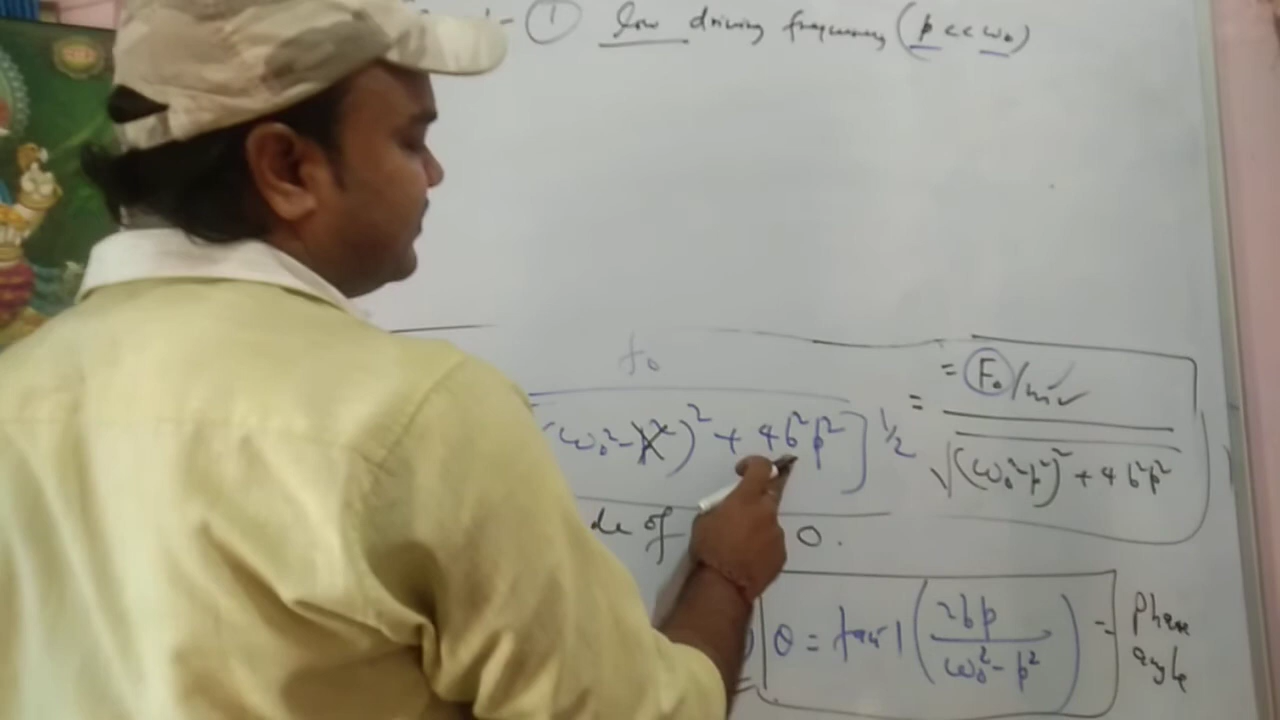 ① low driving frequency (p << ω₀)
f₀
= F₀/m
(ω₀² - p²)² + 4b²p²]^1/2 =
√(ω₀² - p²)² + 4b²p²
de of O.
θ = tan⁻¹ (2bp / ω₀² - p²) = Phase angle